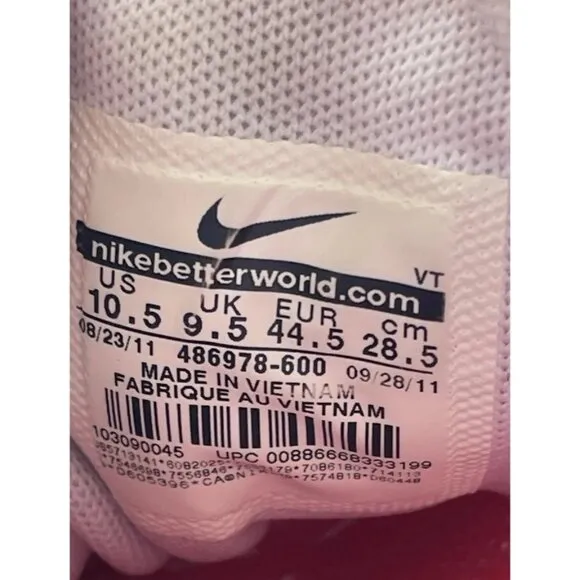 nikebetterworld.com
VT
US UK EUR cm
10.5 9.5 44.5 28.5
08/23/11 486978-600 09/28/11
MADE IN VIETNAM
FABRIQUE AU VIETNAM
103090045 UPC 00886668333199